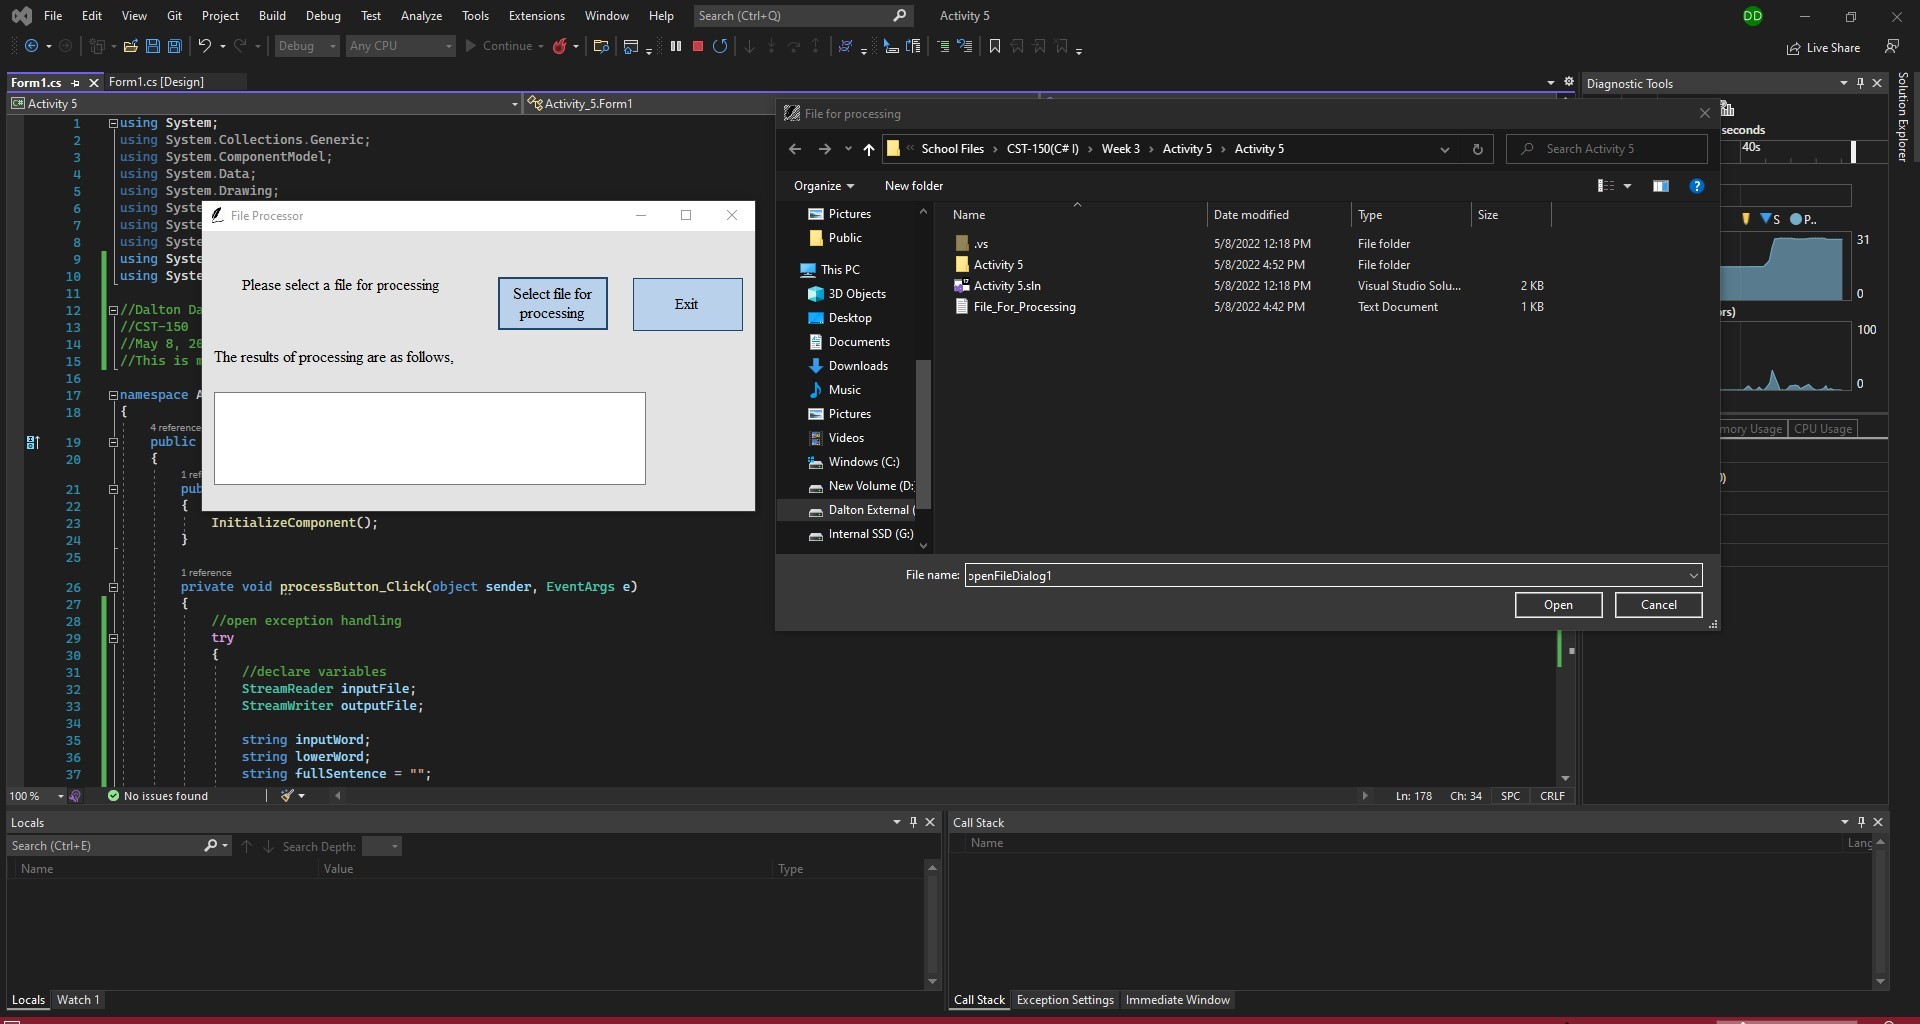 File Edit View Git Project Build Debug Test Analyze Tools Extensions Window Help Search (Ctrl+Q) Activity 5 DD
Debug Any CPU Continue Live Share
Form1.cs Form1.cs [Design]
Activity 5 Activity_5.Form1
1 using System;
2 using System.Collections.Generic;
3 using System.ComponentModel;
4 using System.Data;
5 using System.Drawing;
6 using Syste
7 using Syste
8 using Syste
9 using Syste
10 using Syste
11
12 //Dalton Da
13 //CST-150
14 //May 8, 20
15 //This is m
16
17 namespace A
18 {
4 reference
19 public
20 {
1 ref
21 pub
22 {
23 InitializeComponent();
24 }
25
1 reference
26 private void processButton_Click(object sender, EventArgs e)
27 {
28 //open exception handling
29 try
30 {
31 //declare variables
32 StreamReader inputFile;
33 StreamWriter outputFile;
34
35 string inputWord;
36 string lowerWord;
37 string fullSentence = "";
100 % No issues found Ln: 178 Ch: 34 SPC CRLF
File Processor
Please select a file for processing
Select file for
processing
Exit
The results of processing are as follows,
File for processing
School Files CST-150(C# I) Week 3 Activity 5 Activity 5 Search Activity 5
Organize New folder
Pictures
Public
This PC
3D Objects
Desktop
Documents
Downloads
Music
Pictures
Videos
Windows (C:)
New Volume (D:
Dalton External (
Internal SSD (G:)
Name Date modified Type Size
.vs 5/8/2022 12:18 PM File folder
Activity 5 5/8/2022 4:52 PM File folder
Activity 5.sln 5/8/2022 12:18 PM Visual Studio Solu... 2 KB
File_For_Processing 5/8/2022 4:42 PM Text Document 1 KB
File name: openFileDialog1
Open Cancel
Diagnostic Tools
seconds
40s
S P..
31
0
rs)
100
0
mory Usage CPU Usage
)
Solution Explorer
Locals
Search (Ctrl+E) Search Depth:
Name Value Type
Locals Watch 1
Call Stack
Name Lang
Call Stack Exception Settings Immediate Window